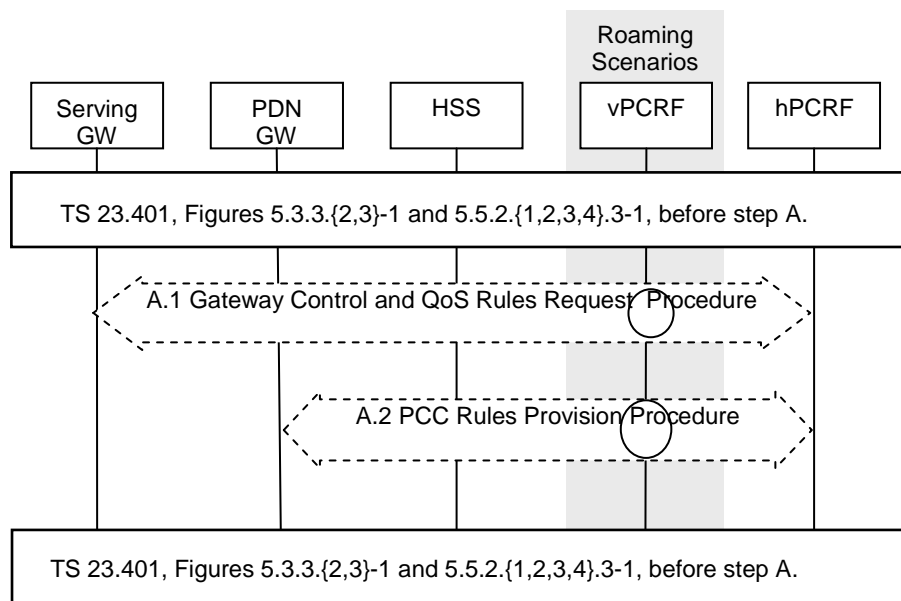 Roaming
Scenarios
Serving
GW
PDN
GW
HSS
vPCRF
hPCRF
TS 23.401, Figures 5.3.3.{2,3}-1 and 5.5.2.{1,2,3,4}.3-1, before step A.
A.1 Gateway Control and QoS Rules Request Procedure
A.2 PCC Rules Provision Procedure
TS 23.401, Figures 5.3.3.{2,3}-1 and 5.5.2.{1,2,3,4}.3-1, before step A.